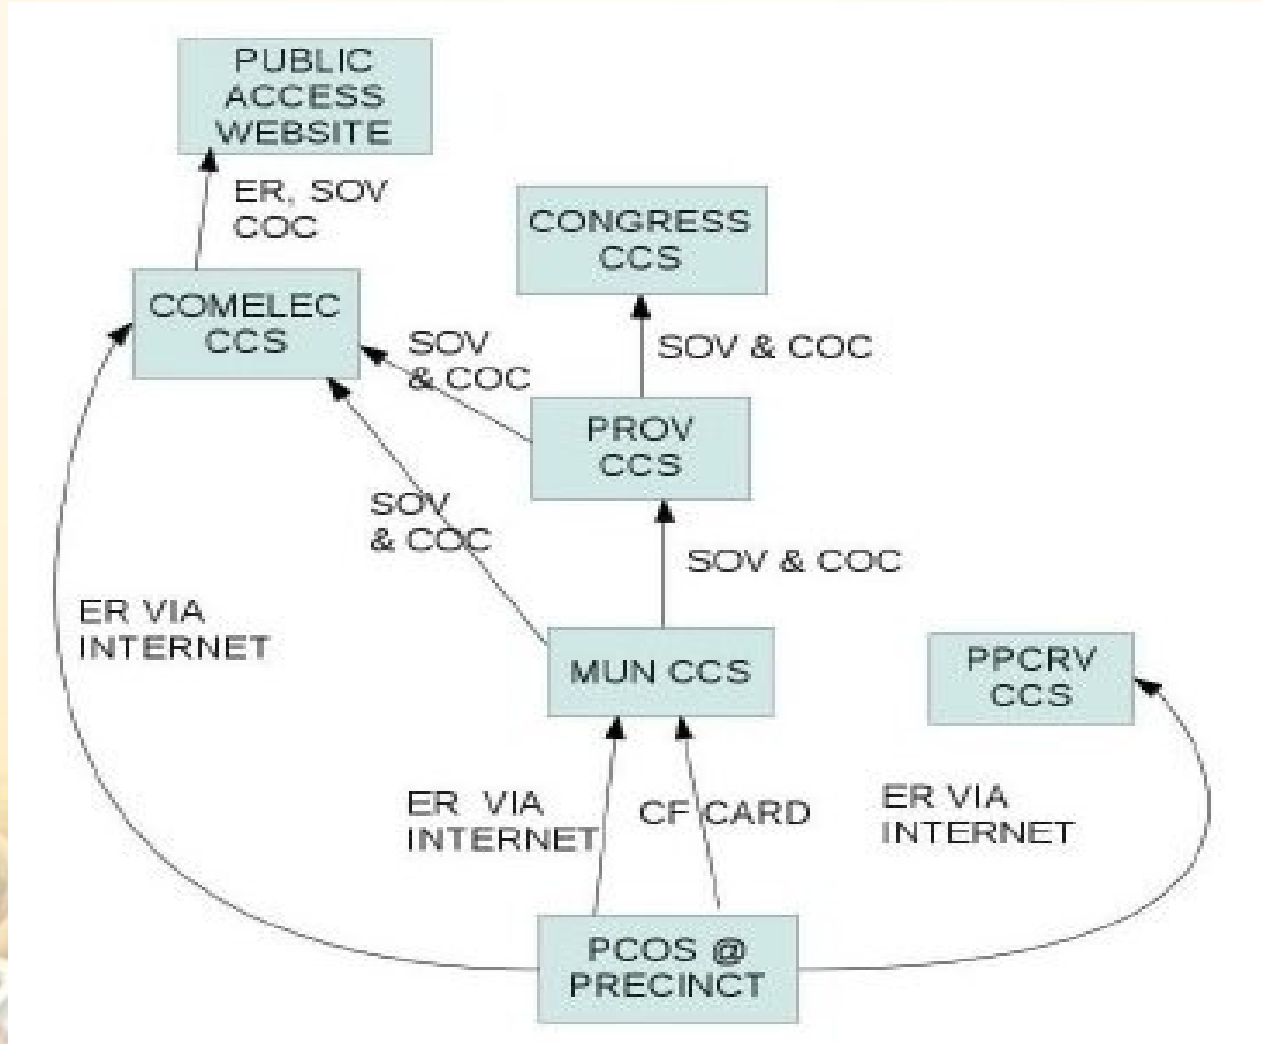 PUBLIC
ACCESS
WEBSITE
ER, SOV
COC
CONGRESS
CCS
COMELEC
CCS
SOV
& COC
SOV & COC
PROV
CCS
SOV
& COC
SOV & COC
ER VIA
INTERNET
MUN CCS
PPCRV
CCS
ER VIA
INTERNET
CF CARD
ER VIA
INTERNET
PCOS @
PRECINCT